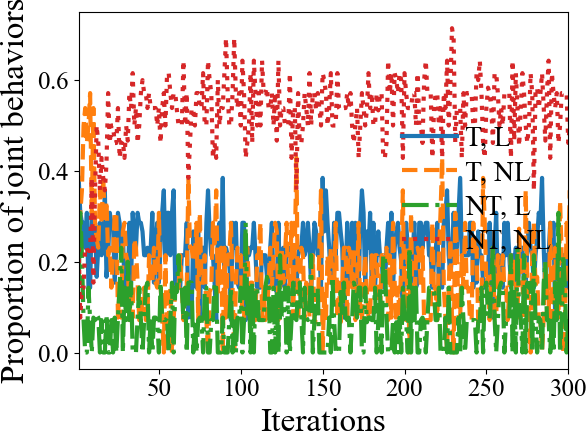 Proportion of joint behaviors
0.6
0.4
0.2
0.0
T, L
T, NL
NT, L
NT, NL
50
100
150
200
250
300
Iterations